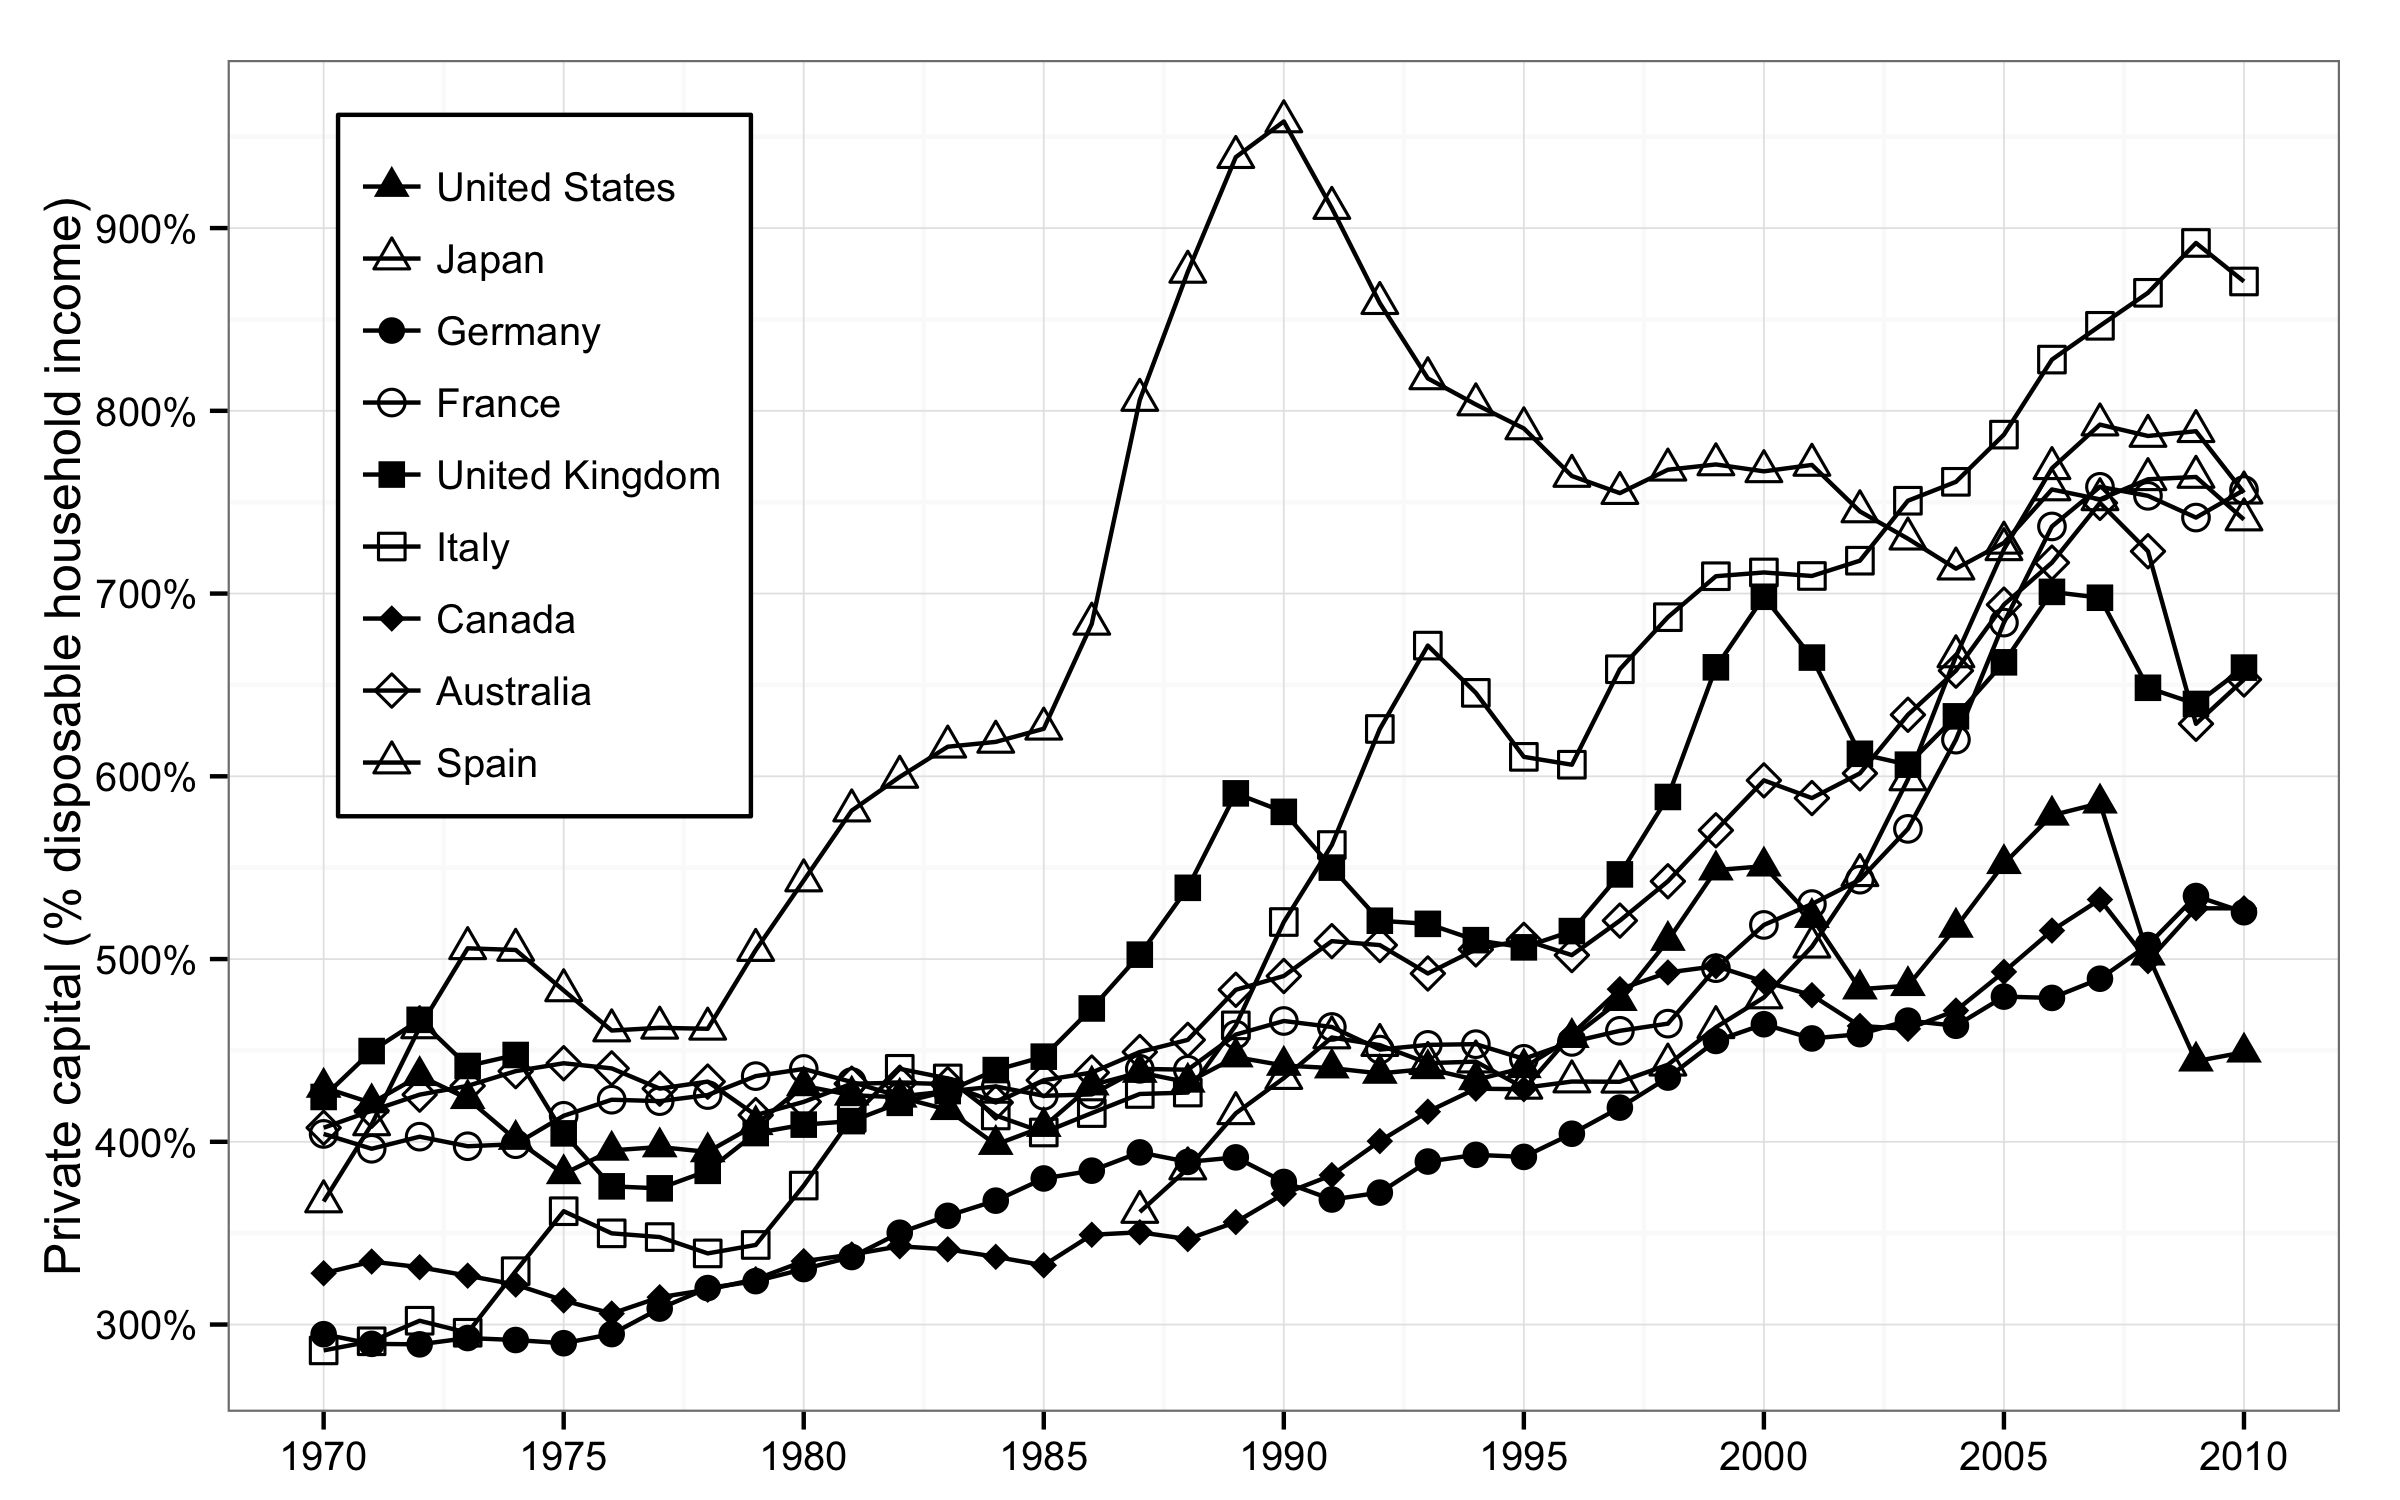 Private capital (% disposable household income)
900%
800%
700%
600%
500%
400%
300%
United States
Japan
Germany
France
United Kingdom
Italy
Canada
Australia
Spain
1970 1975 1980 1985 1990 1995 2000 2005 2010